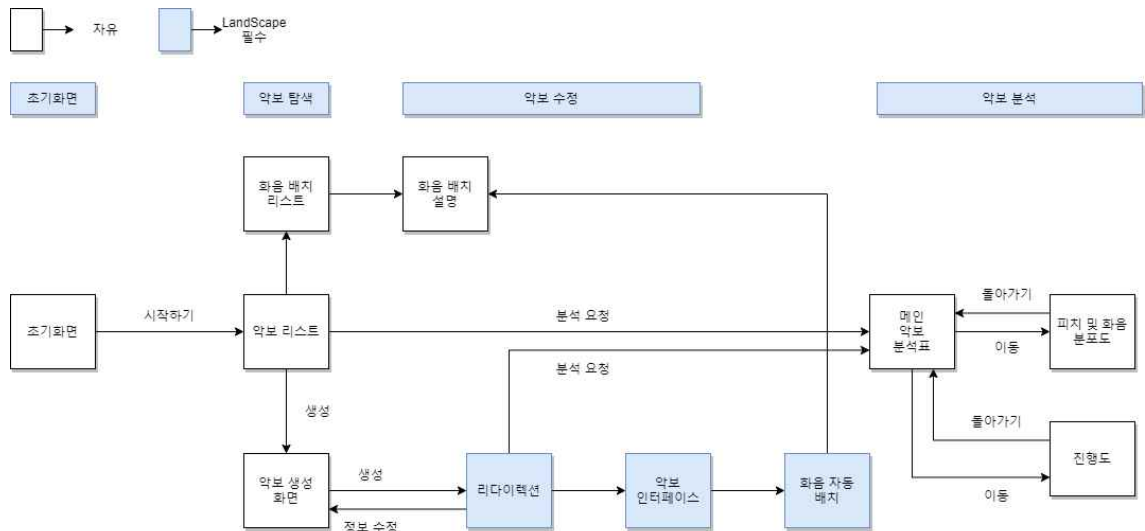 자유
LandScape
필수
초기화면
악보 탐색
악보 수정
악보 분석
화음 배치
리스트
화음 배치
설명
초기화면
시작하기
악보 리스트
분석 요청
분석 요청
메인
악보
분석표
돌아가기
이동
피치 및 화음
분포도
생성
돌아가기
이동
진행도
악보 생성
화면
생성
정보 수정
리다이렉션
악보
인터페이스
화음 자동
배치